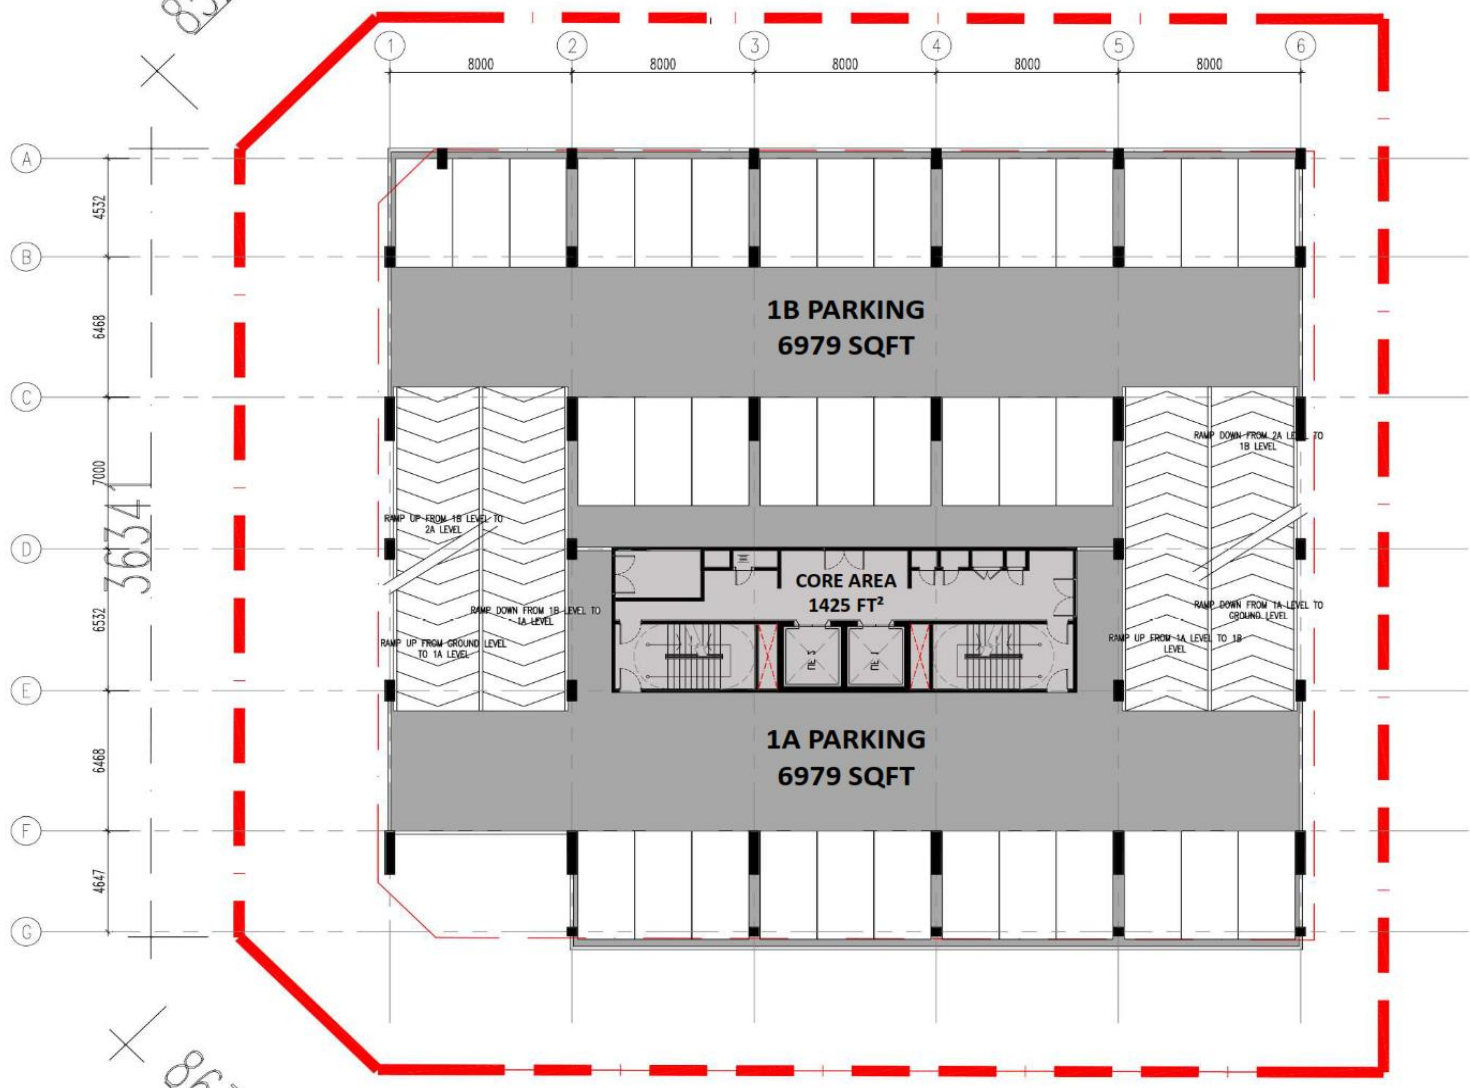 1 2 3 4 5 6
8000 8000 8000 8000 8000
A
4532
B
6468
1B PARKING
6979 SQFT
C
7000
36341
RAMP DOWN FROM 2A LEVEL TO
1B LEVEL
RAMP UP FROM 1B LEVEL TO
2A LEVEL
D
CORE AREA
1425 FT²
6532
RAMP DOWN FROM 1B LEVEL TO
1A LEVEL
RAMP DOWN FROM 1A LEVEL TO
GROUND LEVEL
RAMP UP FROM GROUND LEVEL
TO 1A LEVEL
RAMP UP FROM 1A LEVEL TO 1B
LEVEL
E
6468
1A PARKING
6979 SQFT
F
4647
G